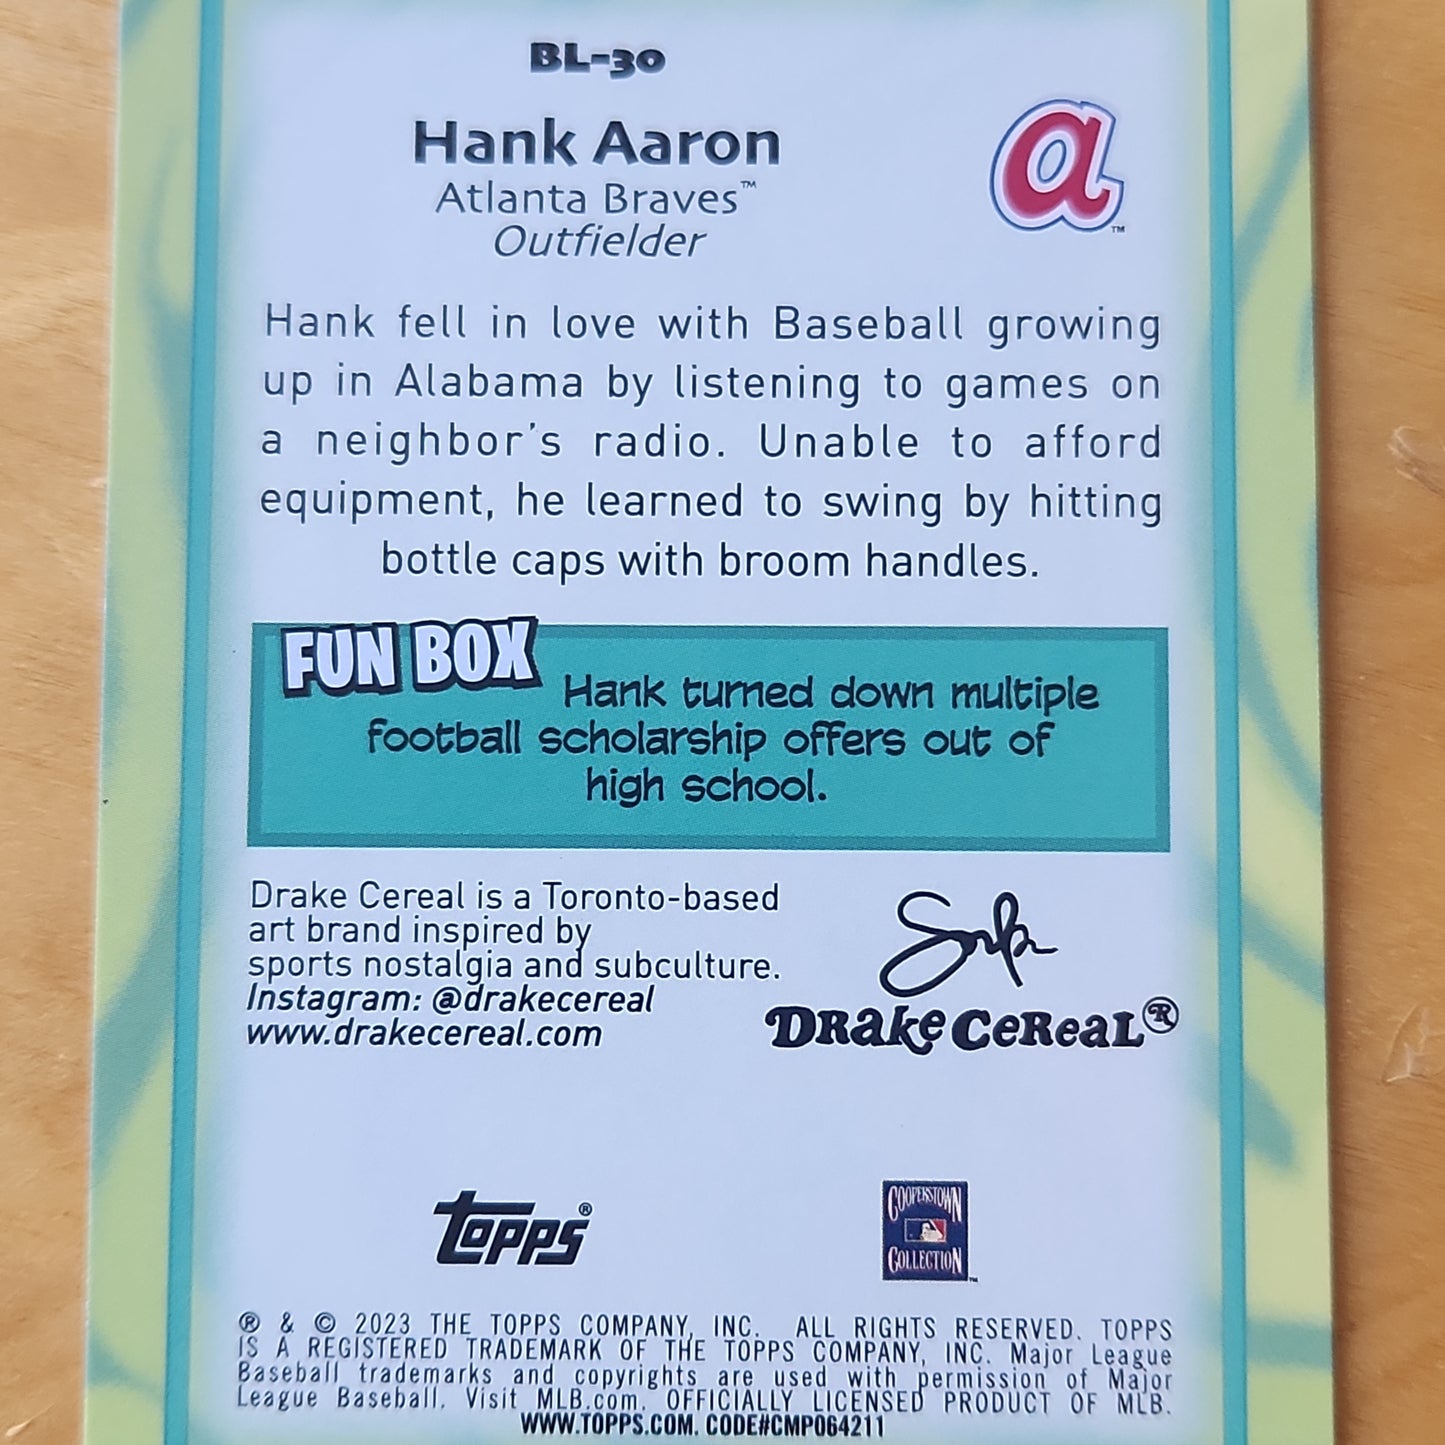 BL-30
Hank Aaron
Atlanta Braves™
Outfielder
a™
Hank fell in love with Baseball growing
up in Alabama by listening to games on
a neighbor's radio. Unable to afford
equipment, he learned to swing by hitting
bottle caps with broom handles.
FUN BOX
Hank turned down multiple
football scholarship offers out of
high school.
Drake Cereal is a Toronto-based
art brand inspired by
sports nostalgia and subculture.
Instagram: @drakecereal
www.drakecereal.com
DRake CeReaL®
Topps®
COOPERSTOWN
COLLECTION™
® & © 2023 THE TOPPS COMPANY, INC. ALL RIGHTS RESERVED. TOPPS
IS A REGISTERED TRADEMARK OF THE TOPPS COMPANY, INC. Major League
Baseball trademarks and copyrights are used with permission of Major
League Baseball. Visit MLB.com. OFFICIALLY LICENSED PRODUCT OF MLB.
WWW.TOPPS.COM. CODE#CMP064211